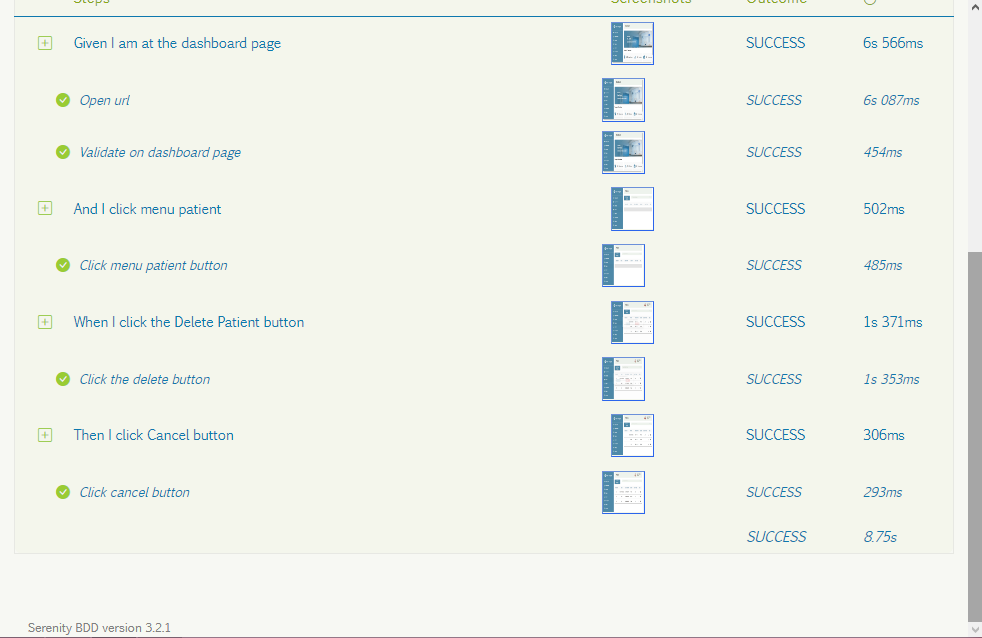 Steps Screenshots Outcome
Given I am at the dashboard page SUCCESS 6s 566ms
Open url SUCCESS 6s 087ms
Validate on dashboard page SUCCESS 454ms
And I click menu patient SUCCESS 502ms
Click menu patient button SUCCESS 485ms
When I click the Delete Patient button SUCCESS 1s 371ms
Click the delete button SUCCESS 1s 353ms
Then I click Cancel button SUCCESS 306ms
Click cancel button SUCCESS 293ms
SUCCESS 8.75s
Serenity BDD version 3.2.1